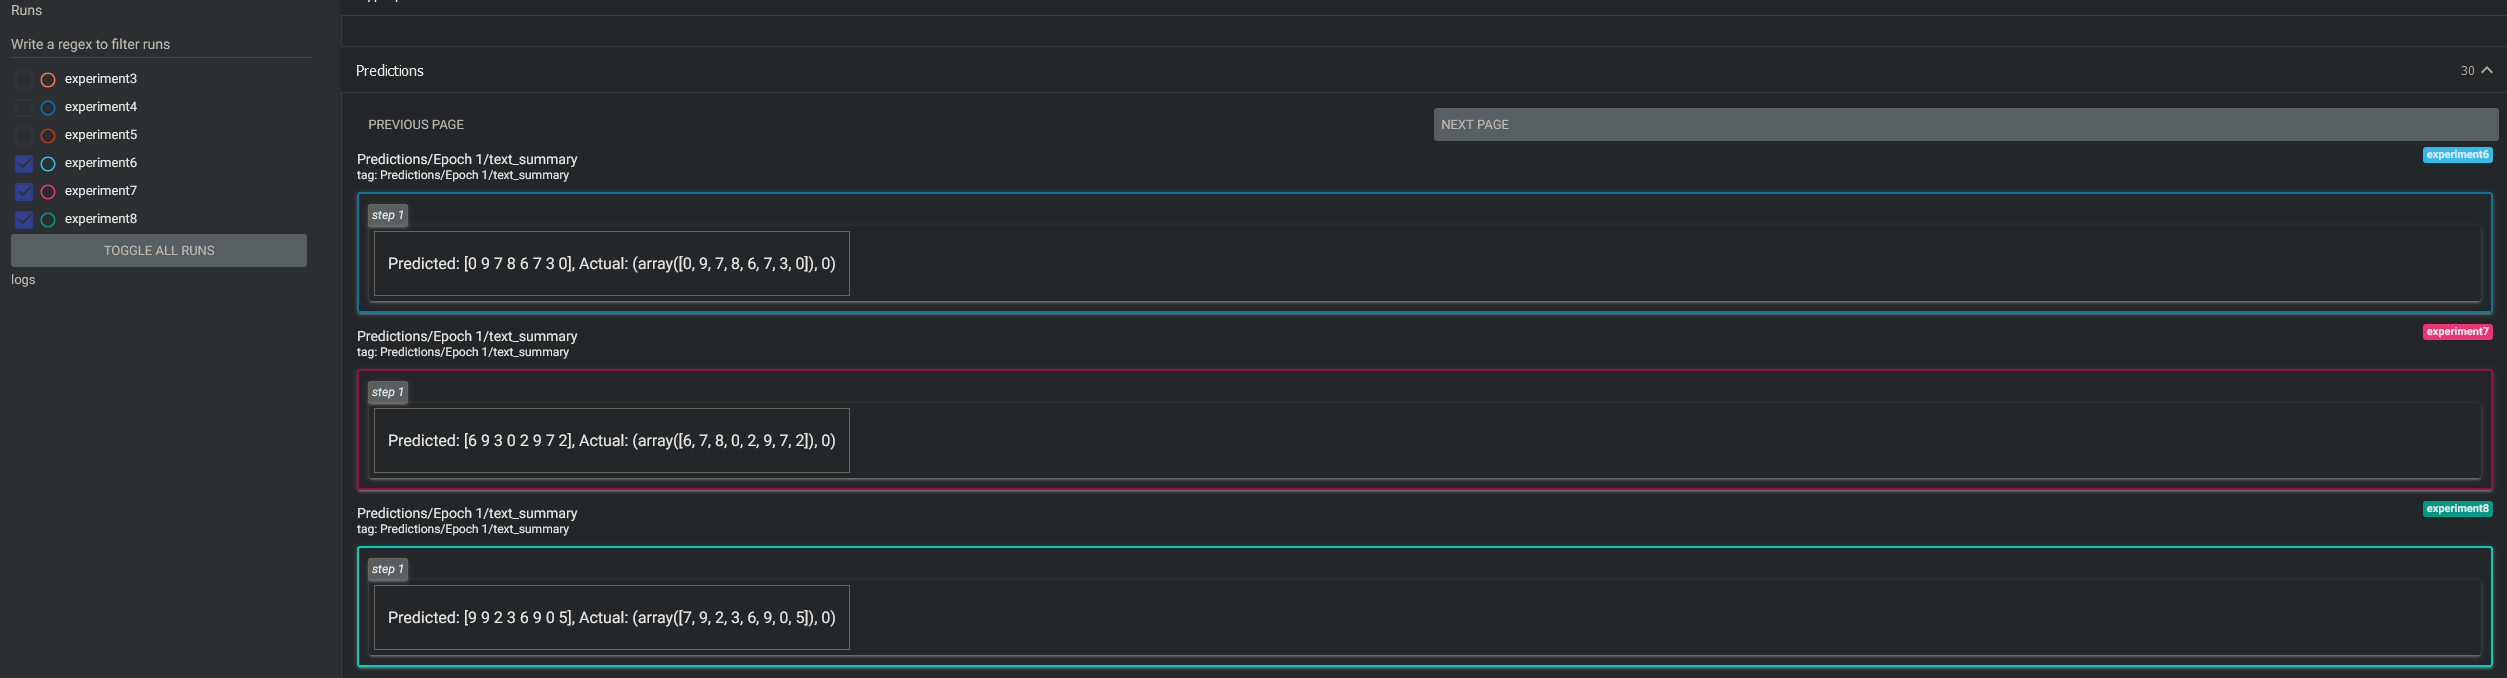 Runs
Write a regex to filter runs
experiment3
experiment4
experiment5
experiment6
experiment7
experiment8
TOGGLE ALL RUNS
logs
Predictions
30
PREVIOUS PAGE
NEXT PAGE
Predictions/Epoch 1/text_summary
experiment6
tag: Predictions/Epoch 1/text_summary
step 1
Predicted: [0 9 7 8 6 7 3 0], Actual: (array([0, 9, 7, 8, 6, 7, 3, 0]), 0)
Predictions/Epoch 1/text_summary
experiment7
tag: Predictions/Epoch 1/text_summary
step 1
Predicted: [6 9 3 0 2 9 7 2], Actual: (array([6, 7, 8, 0, 2, 9, 7, 2]), 0)
Predictions/Epoch 1/text_summary
experiment8
tag: Predictions/Epoch 1/text_summary
step 1
Predicted: [9 9 2 3 6 9 0 5], Actual: (array([7, 9, 2, 3, 6, 9, 0, 5]), 0)